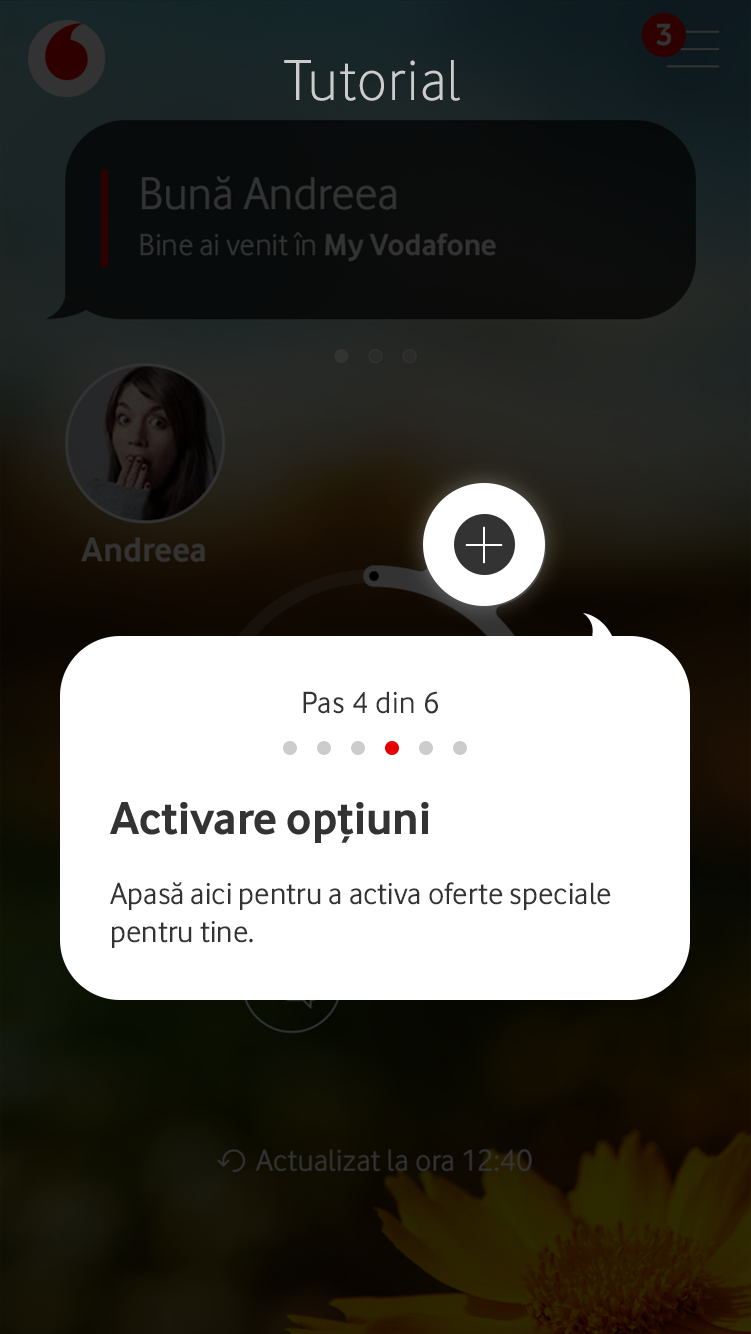 3
Tutorial
Bună Andreea
Bine ai venit în My Vodafone
Andreea
Pas 4 din 6
Activare opțiuni
Apasă aici pentru a activa oferte speciale
pentru tine.
Actualizat la ora 12:40